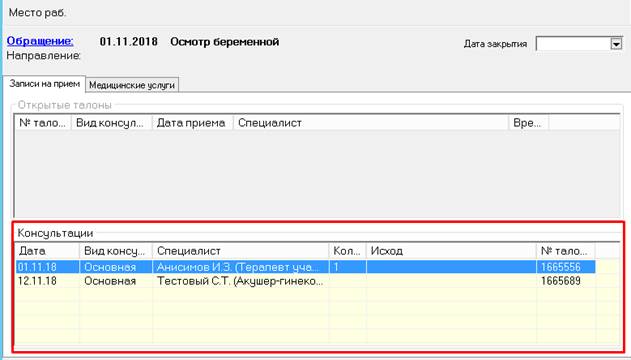 Место раб.
Обращение: 01.11.2018 Осмотр беременной Дата закрытия
Направление:
Записи на прием Медицинские услуги
Открытые талоны
№ тало... Вид консул... Дата приема Специалист Вре...
Консультации
Дата Вид консу... Специалист Кол... Исход № тало...
01.11.18 Основная Анисимов И.З. (Терапевт уча... 1 1665556
12.11.18 Основная Тестовый С.Т. (Акушер-гинеко... 1665689